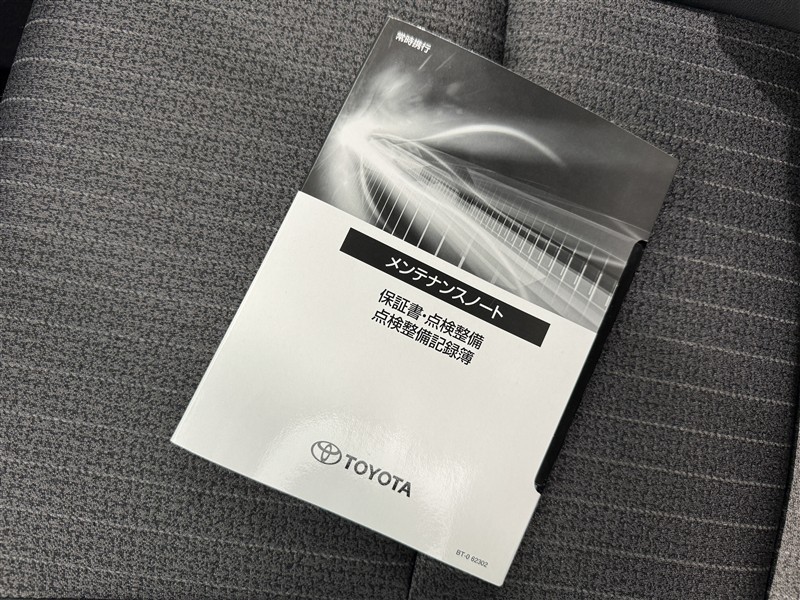 常時携行
メンテナンスノート
保証書・点検整備
点検整備記録簿
TOYOTA
BT-0 62302